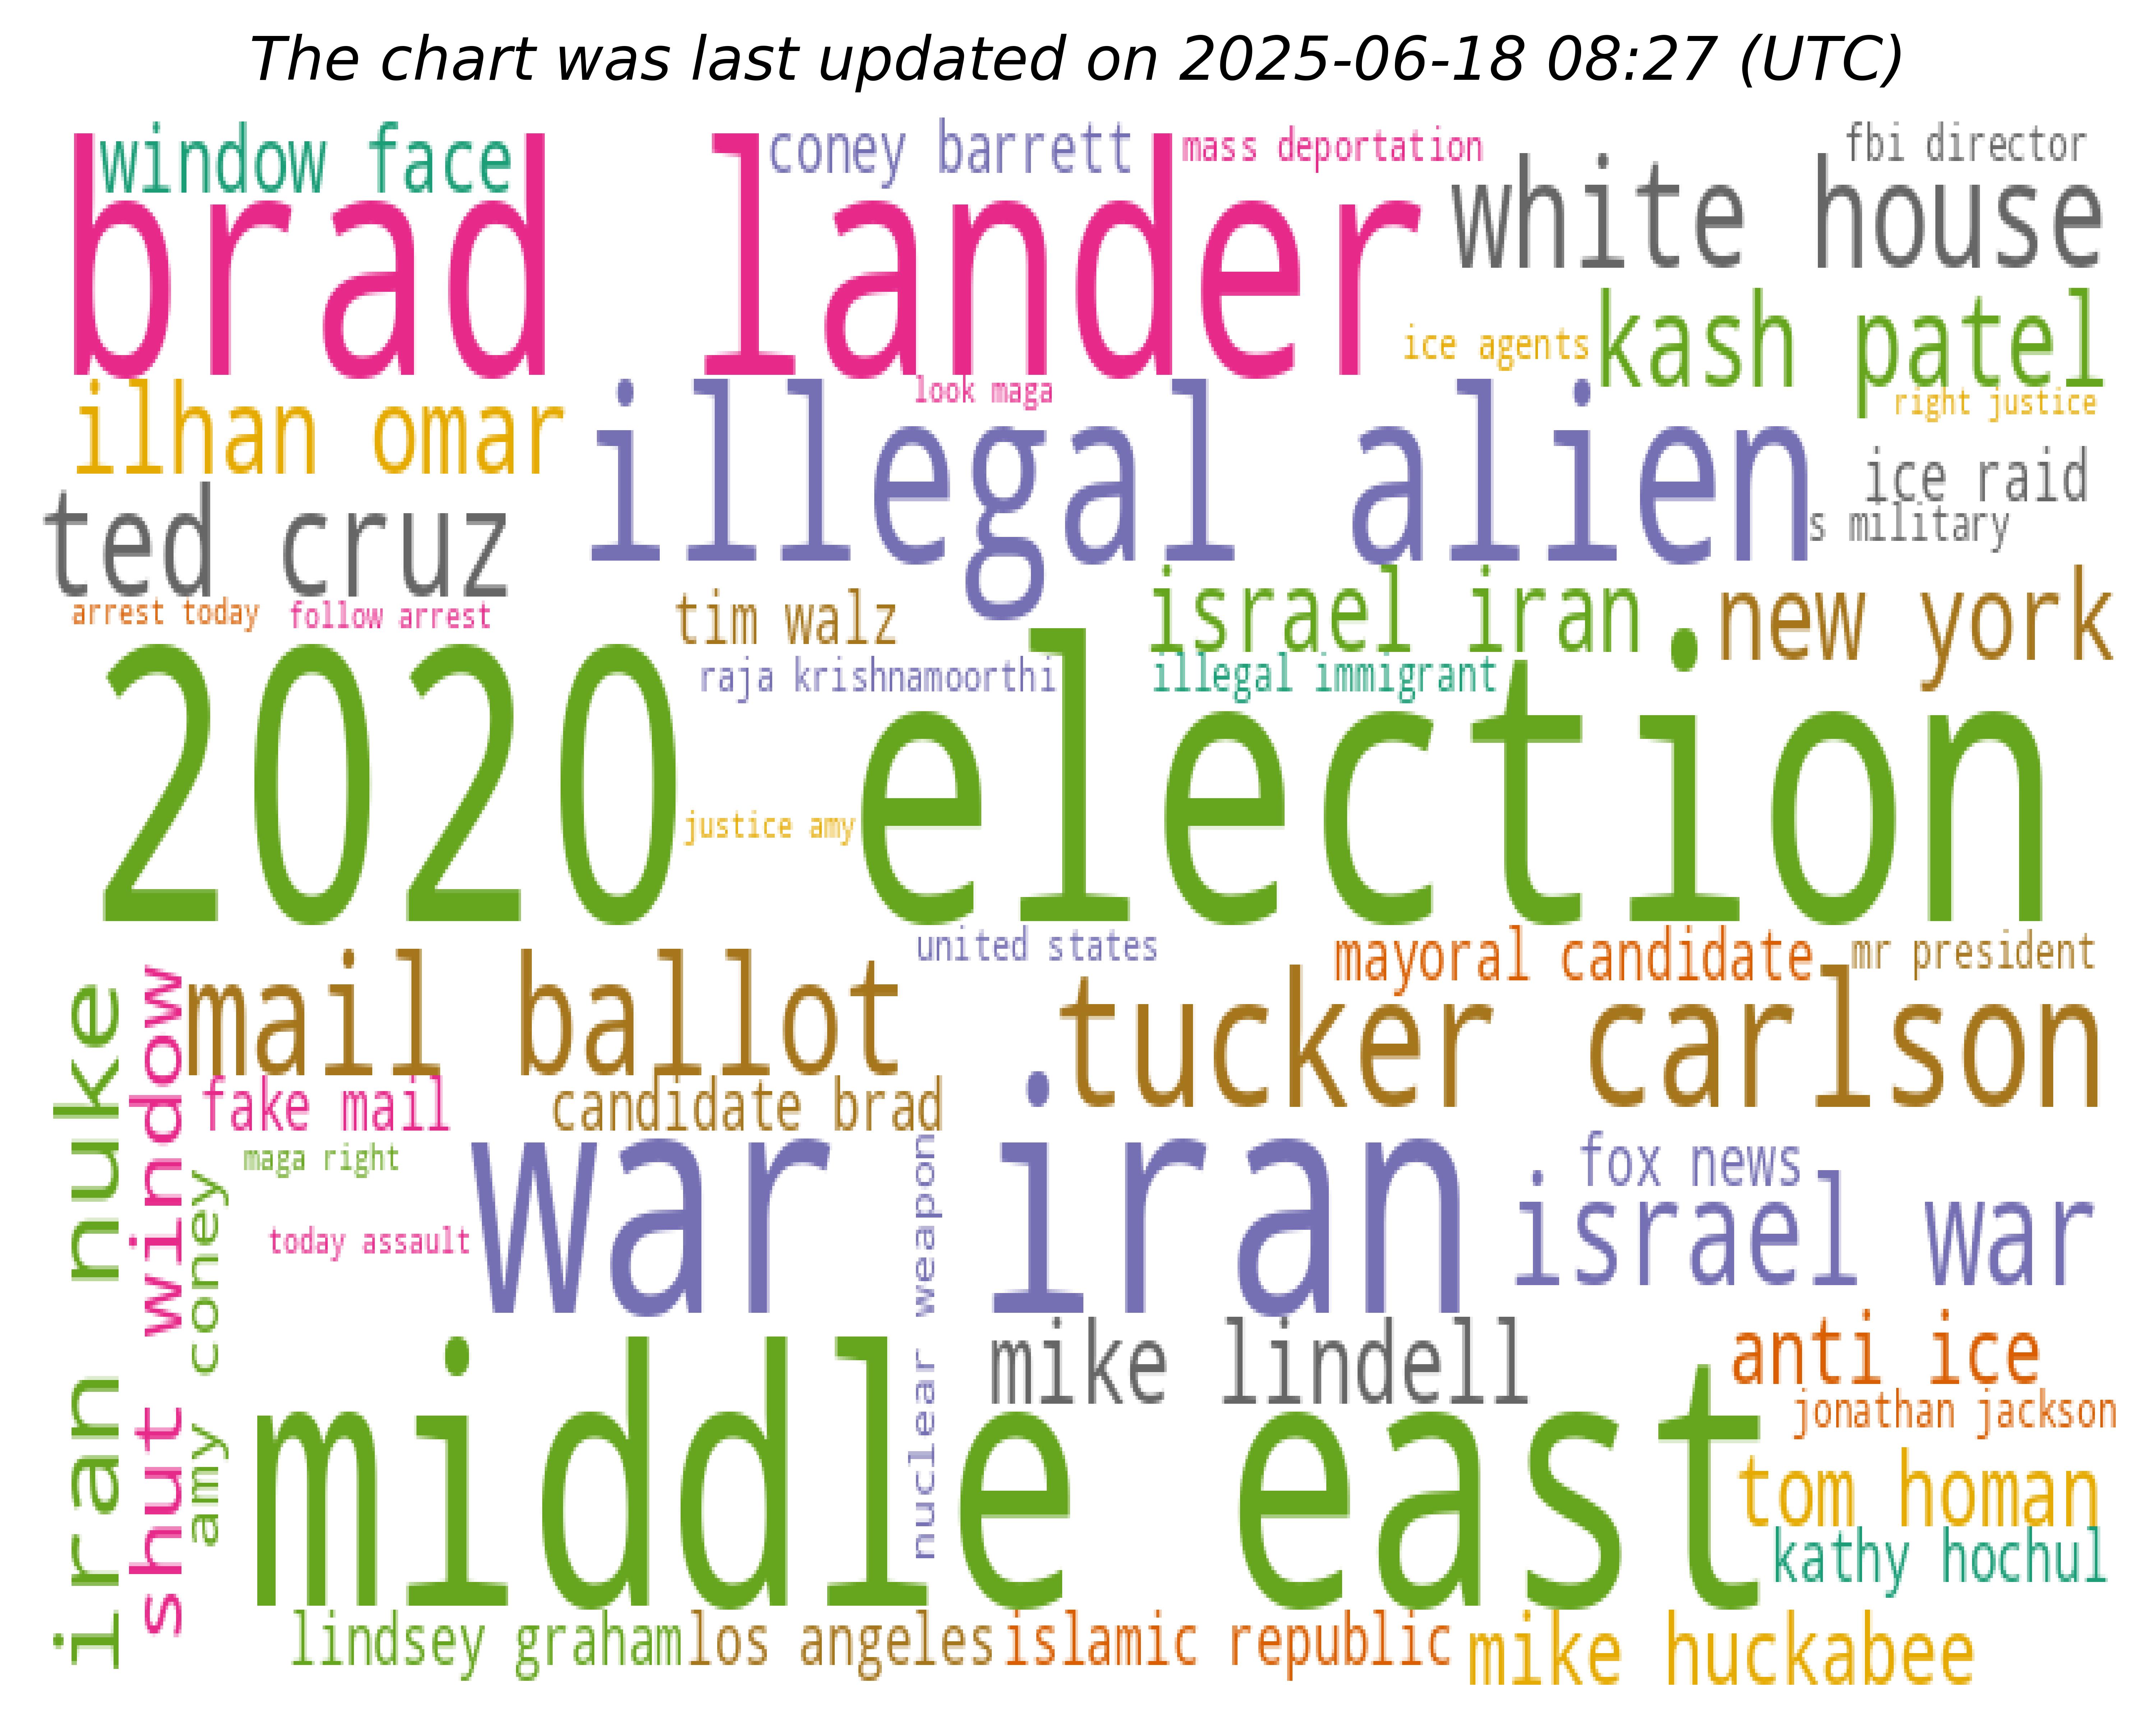 The chart was last updated on 2025-06-18 08:27 (UTC)
window face
coney barrett
mass deportation
fbi director
brad lander
white house
ice agents
kash patel
look maga
right justice
ilhan omar
illegal alien
ice raid
s military
ted cruz
arrest today
follow arrest
tim walz
israel iran
new york
raja krishnamoorthi
illegal immigrant
2020 election
justice amy
united states
mayoral candidate
mr president
mail ballot
tucker carlson
iran nuke
shut window
amy coney
fake mail
candidate brad
maga right
war iran
nuclear weapon
fox news
today assault
israel war
mike lindell
anti ice
middle east
jonathan jackson
tom homan
kathy hochul
lindsey graham
los angeles
islamic republic
mike huckabee